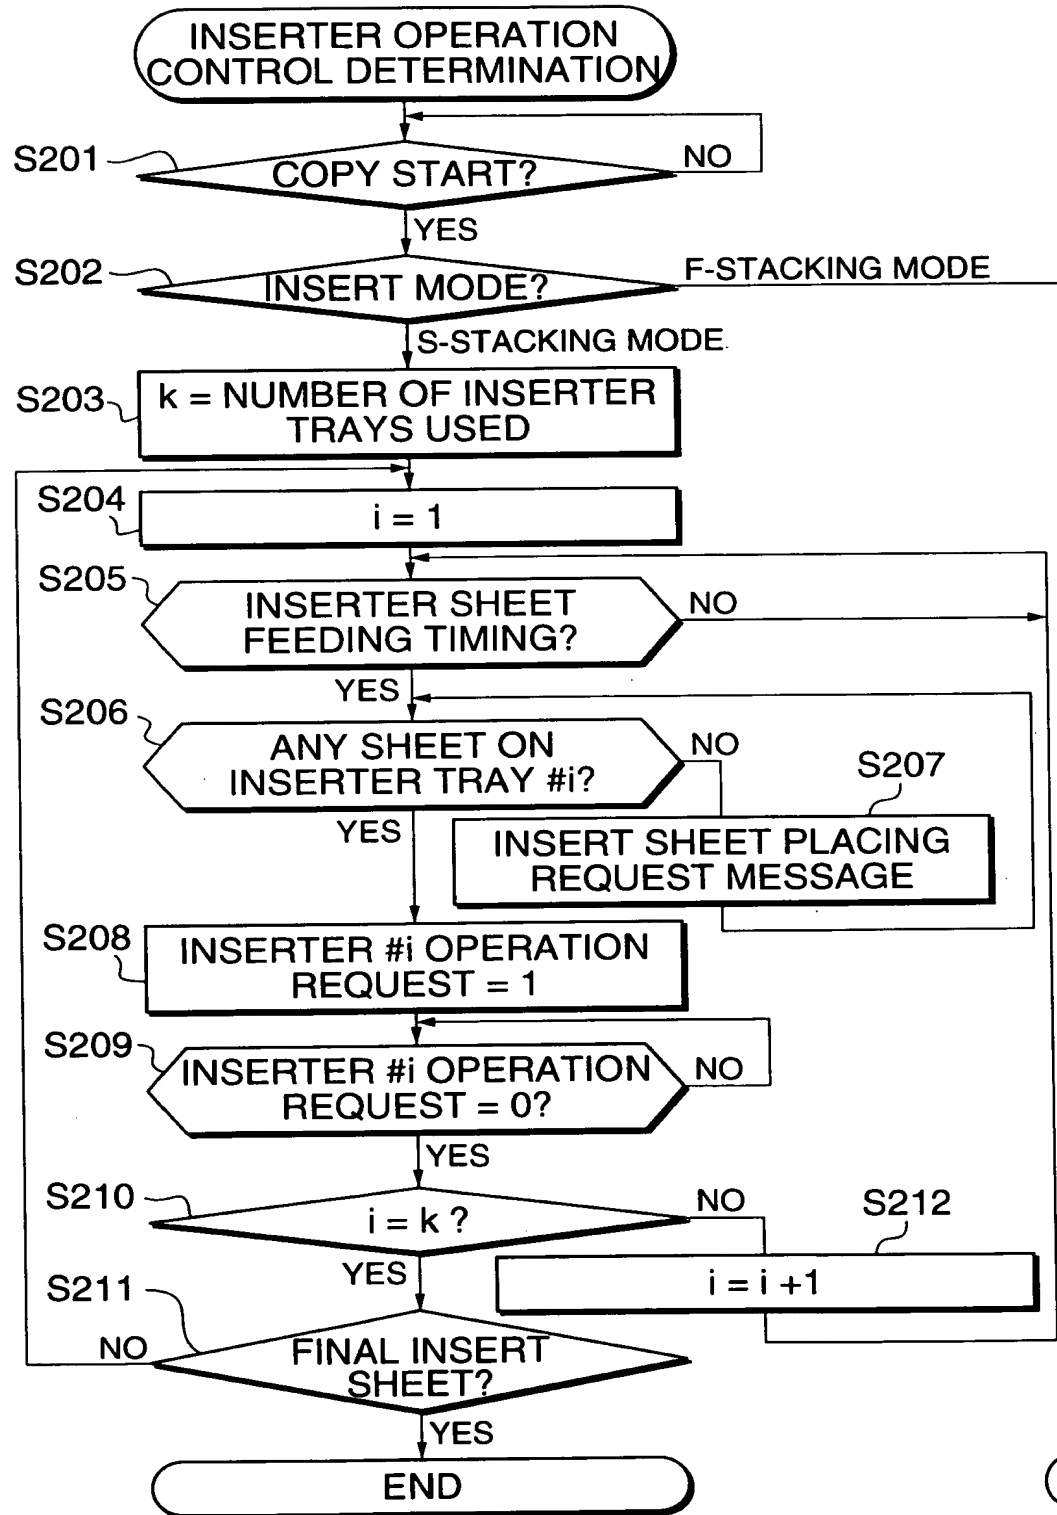 INSERTER OPERATION
CONTROL DETERMINATION
S201
COPY START?
NO
YES
S202
INSERT MODE?
F-STACKING MODE
S-STACKING MODE
S203
k = NUMBER OF INSERTER
TRAYS USED
S204
i = 1
S205
INSERTER SHEET
FEEDING TIMING?
NO
YES
S206
ANY SHEET ON
INSERTER TRAY #i?
NO
YES
S207
INSERT SHEET PLACING
REQUEST MESSAGE
S208
INSERTER #i OPERATION
REQUEST = 1
S209
INSERTER #i OPERATION
REQUEST = 0?
NO
YES
S210
i = k ?
NO
YES
S212
i = i +1
S211
FINAL INSERT
SHEET?
NO
YES
END